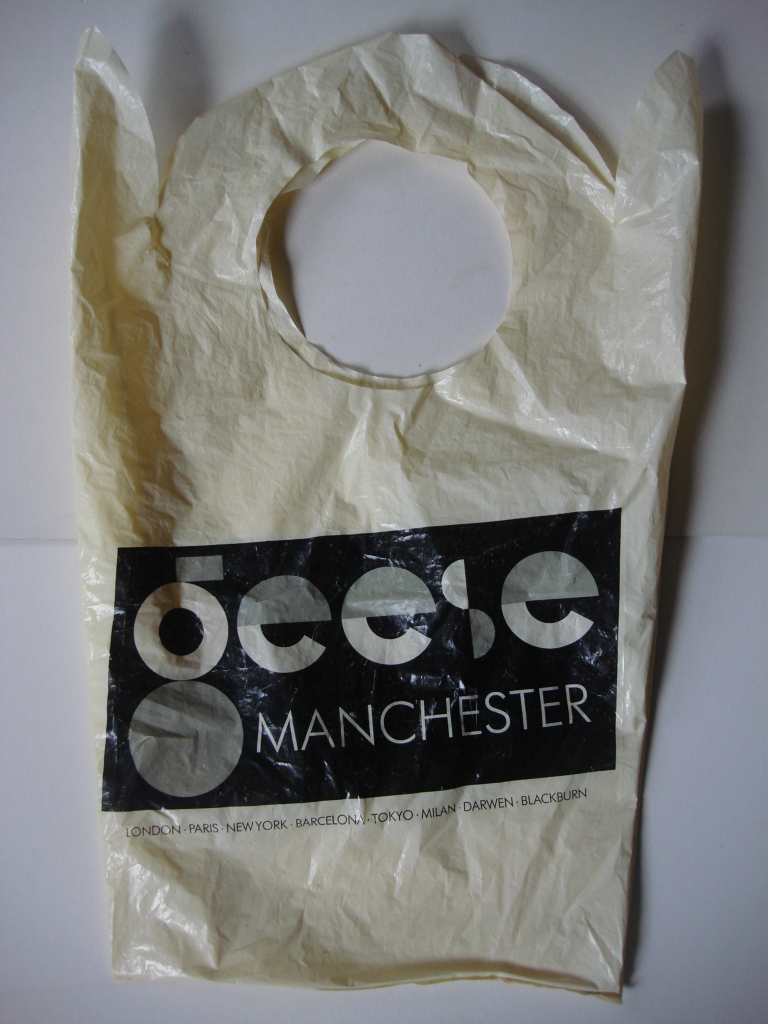 geese
MANCHESTER
LONDON · PARIS · NEW YORK · BARCELONA · TOKYO · MILAN · DARWEN · BLACKBURN